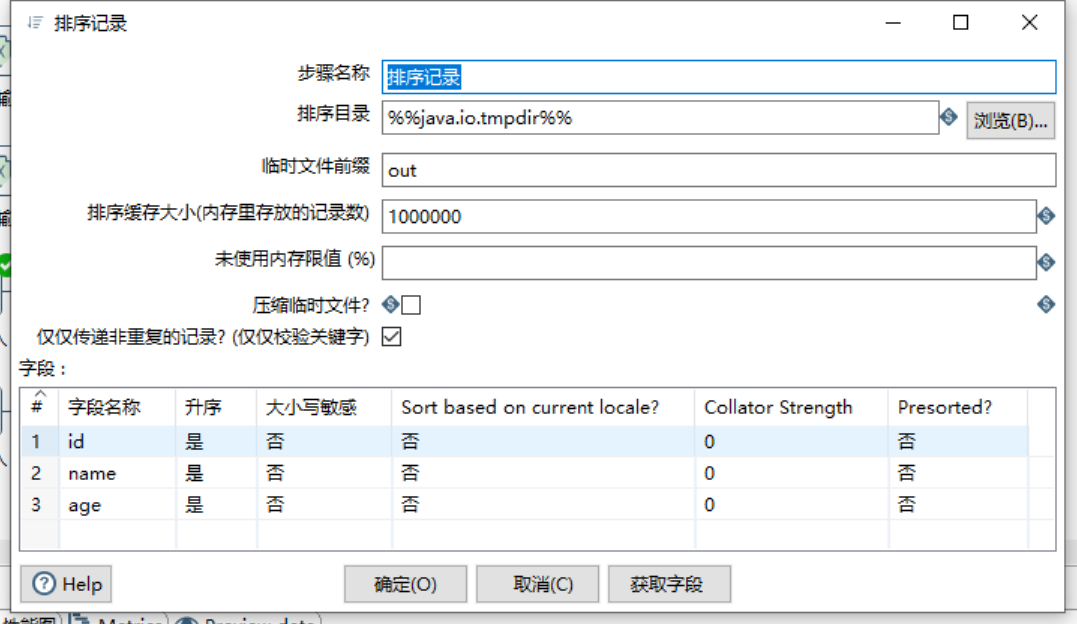 排序记录
步骤名称 排序记录
排序目录 %%java.io.tmpdir%% 浏览(B)...
临时文件前缀 out
排序缓存大小(内存里存放的记录数) 1000000
未使用内存限值 (%)
压缩临时文件?
仅仅传递非重复的记录? (仅仅校验关键字)
字段 :
# 字段名称 升序 大小写敏感 Sort based on current locale? Collator Strength Presorted?
1 id 是 否 否 0 否
2 name 是 否 否 0 否
3 age 是 否 否 0 否
Help 确定(O) 取消(C) 获取字段
性能图 Metrics Preview data